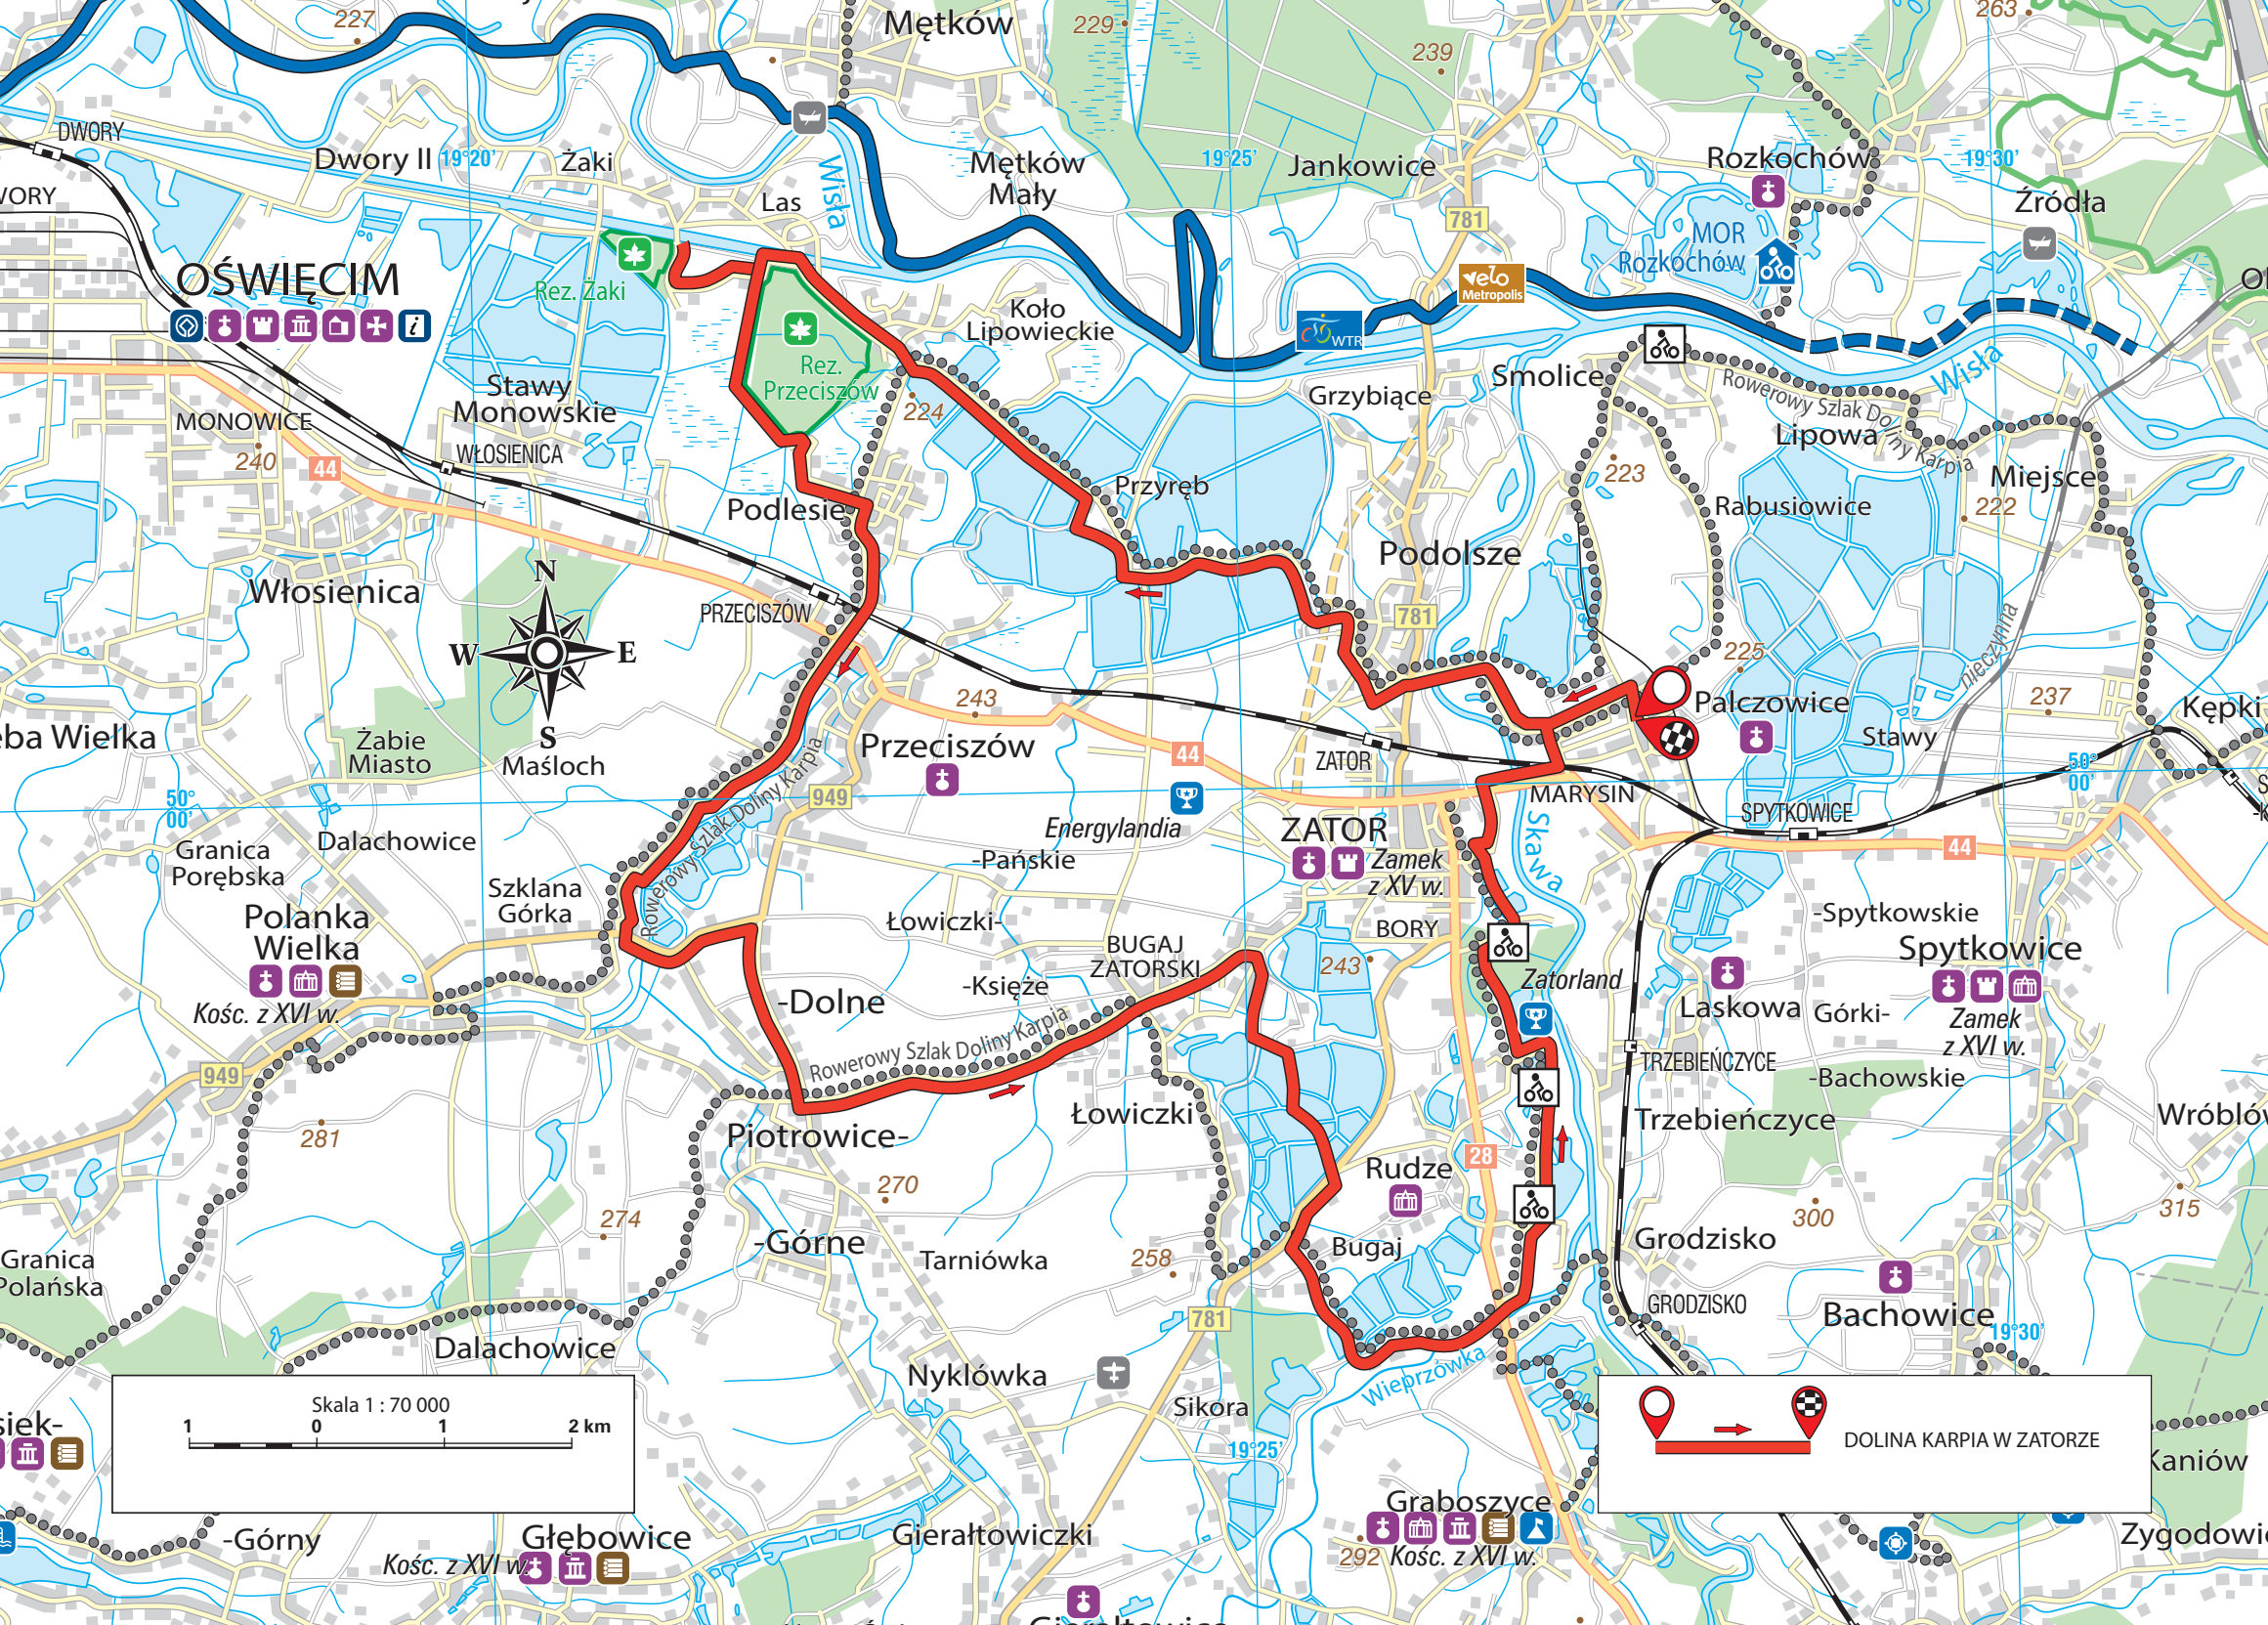 227
Mętków
229
239
263
DWORY
Dwory II
19°20'
Żaki
Mętków
Mały
19°25'
Jankowice
Rozkochów
19°30'
Las
Wisła
781
Źródła
MOR
Rozkochów
OŚWIĘCIM
Rez. Żaki
velo
Metropolis
Koło
Lipowieckie
WTR
Rez.
Przeciszów
Stawy
Monowskie
224
Grzybiące
Smolice
Rowerowy Szlak Doliny Karpia
Wisła
MONOWICE
240
44
WŁOSIENICA
Lipowa
223
Miejsce
Przyręb
Rabusiowice
222
Podlesie
Włosienica
N
W
E
S
PRZECISZÓW
Podolsze
781
nieczynna
225
243
Palczowice
237
Kępki
Żabie
Miasto
Maśloch
Przeciszów
44
ZATOR
Stawy
50°
00'
50°
00'
949
Rowerowy Szlak Doliny Karpia
MARYSIN
SPYTKOWICE
Energylandia
ZATOR
Skawa
44
Dalachowice
Granica
Porębska
-Pańskie
Zamek
z XV w.
Szklana
Górka
Polanka
Wielka
Łowiczki-
BORY
-Spytkowskie
BUGAJ
ZATORSKI
243
Spytkowice
Zatorland
-Księże
Kośc. z XVI w.
-Dolne
Laskowa
Górki-
Zamek
z XVI w.
Rowerowy Szlak Doliny Karpia
949
TRZEBIEŃCZYCE
-Bachowskie
281
Łowiczki
Trzebieńczyce
Piotrowice-
28
Rudze
270
274
300
315
-Górne
Tarniówka
258
Bugaj
Grodzisko
Granica
Polańska
GRODZISKO
781
Bachowice
19°30'
Dalachowice
Nyklówka
Wieprzówka
Sikora
Skala 1 : 70 000
1
0
1
2 km
19°25'
DOLINA KARPIA W ZATORZE
Kaniów
Graboszyce
-Górny
Głębowice
Kośc. z XVI w.
Gierałtowiczki
292
Kośc. z XVI w.